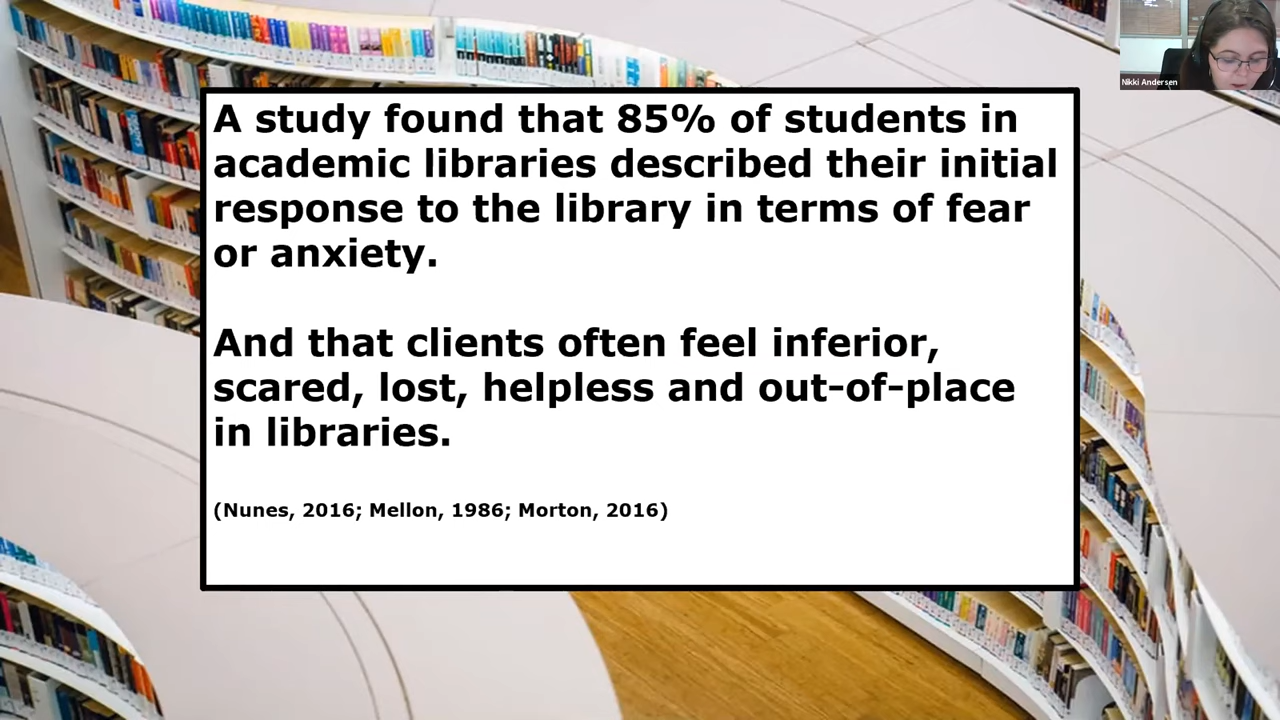 Nikki Andersen
A study found that 85% of students in
academic libraries described their initial
response to the library in terms of fear
or anxiety.
And that clients often feel inferior,
scared, lost, helpless and out-of-place
in libraries.
(Nunes, 2016; Mellon, 1986; Morton, 2016)